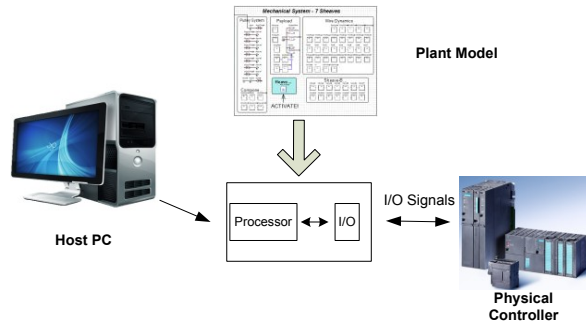 Mechanical System - 7 Sheaves
Payload
Wire Dynamics
ACTIVATE!
Plant Model
Host PC
Processor
I/O
I/O Signals
Physical
Controller